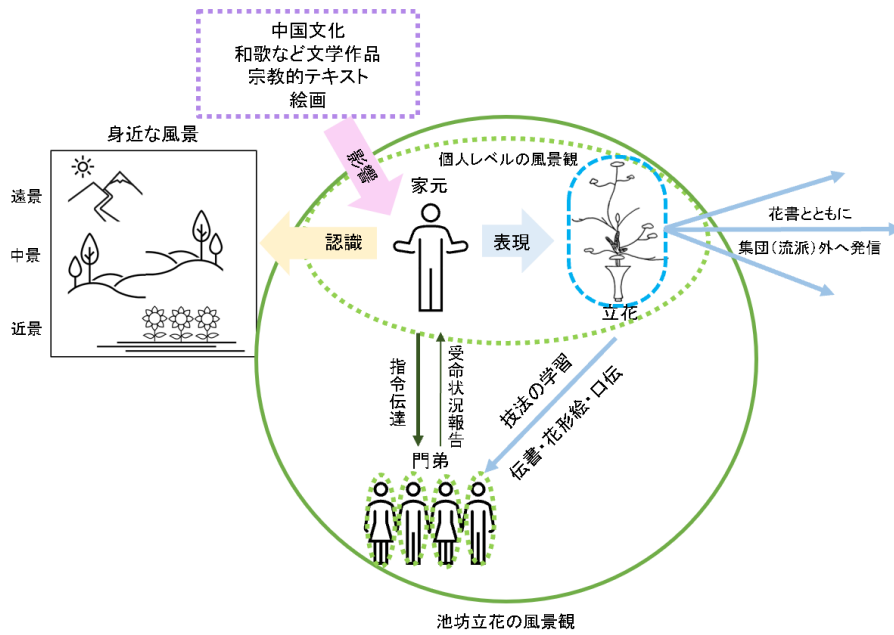 中国文化
和歌など文学作品
宗教的テキスト
絵画
影響
身近な風景
遠景
中景
近景
個人レベルの風景観
家元
認識
表現
立花
花書とともに
集団(流派)外へ発信
指令伝達
受命状況報告
技法の学習
伝書・花形絵・口伝
門弟
池坊立花の風景観